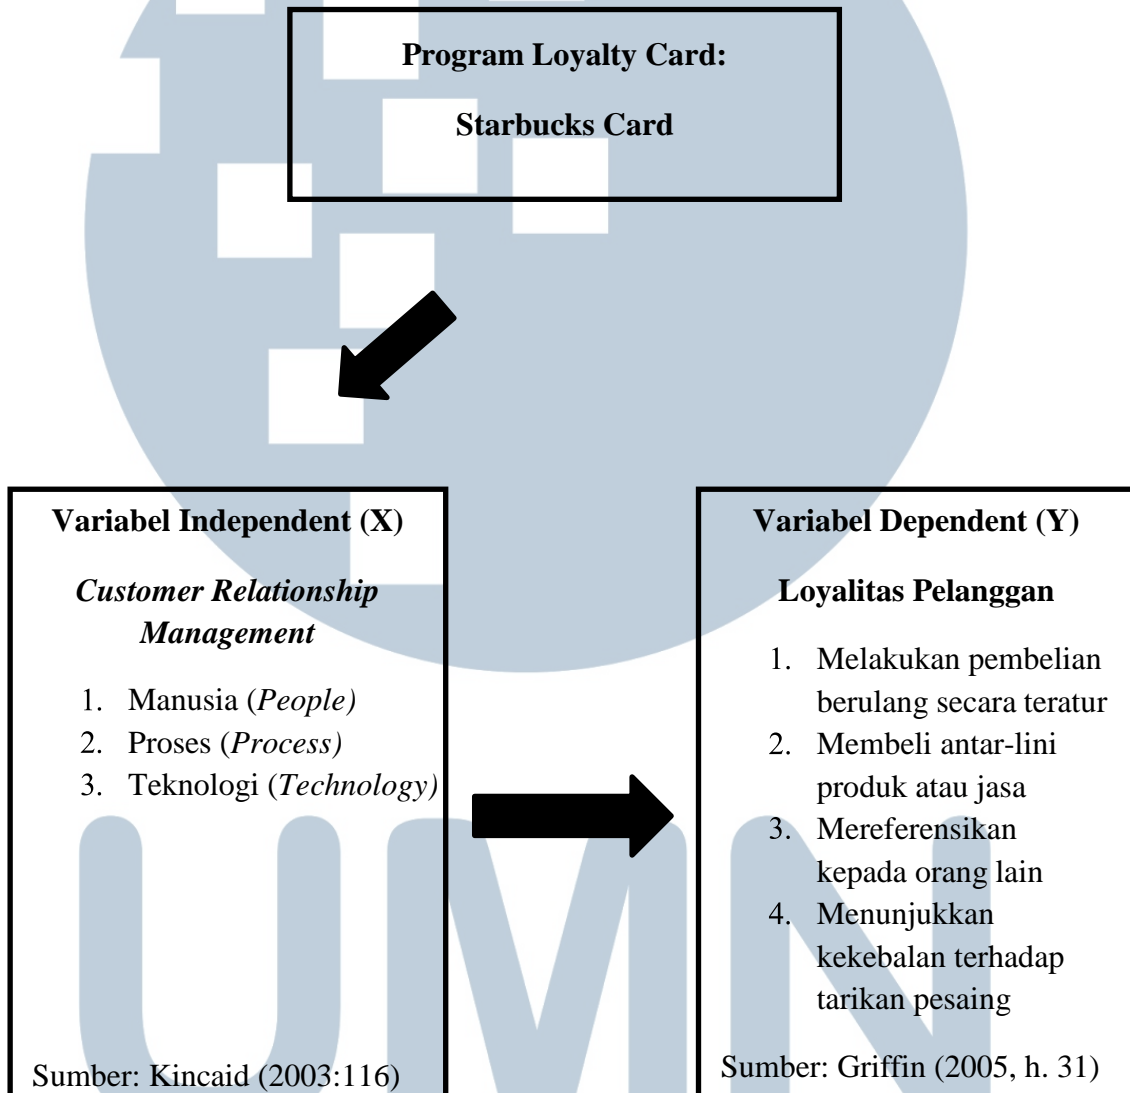 Program Loyalty Card:
Starbucks Card
Variabel Independent (X)
Customer Relationship
Management
1. Manusia (People)
2. Proses (Process)
3. Teknologi (Technology)
Sumber: Kincaid (2003:116)
Variabel Dependent (Y)
Loyalitas Pelanggan
1. Melakukan pembelian
berulang secara teratur
2. Membeli antar-lini
produk atau jasa
3. Mereferensikan
kepada orang lain
4. Menunjukkan
kekebalan terhadap
tarikan pesaing
Sumber: Griffin (2005, h. 31)
UMN